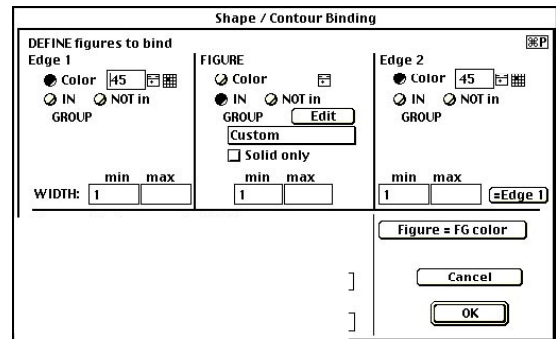 Shape / Contour Binding
DEFINE figures to bind
⌘P
Edge 1
Color 45
IN NOT in
GROUP
FIGURE
Color
IN NOT in
GROUP Edit
Custom
Solid only
Edge 2
Color 45
IN NOT in
GROUP
min max min max min max
WIDTH: 1 1 1 =Edge 1
Figure = FG color
Cancel
OK